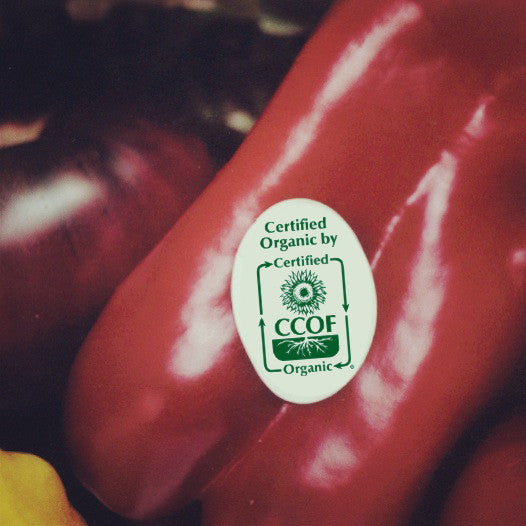 Certified
Organic by
Certified
CCOF
Organic
®